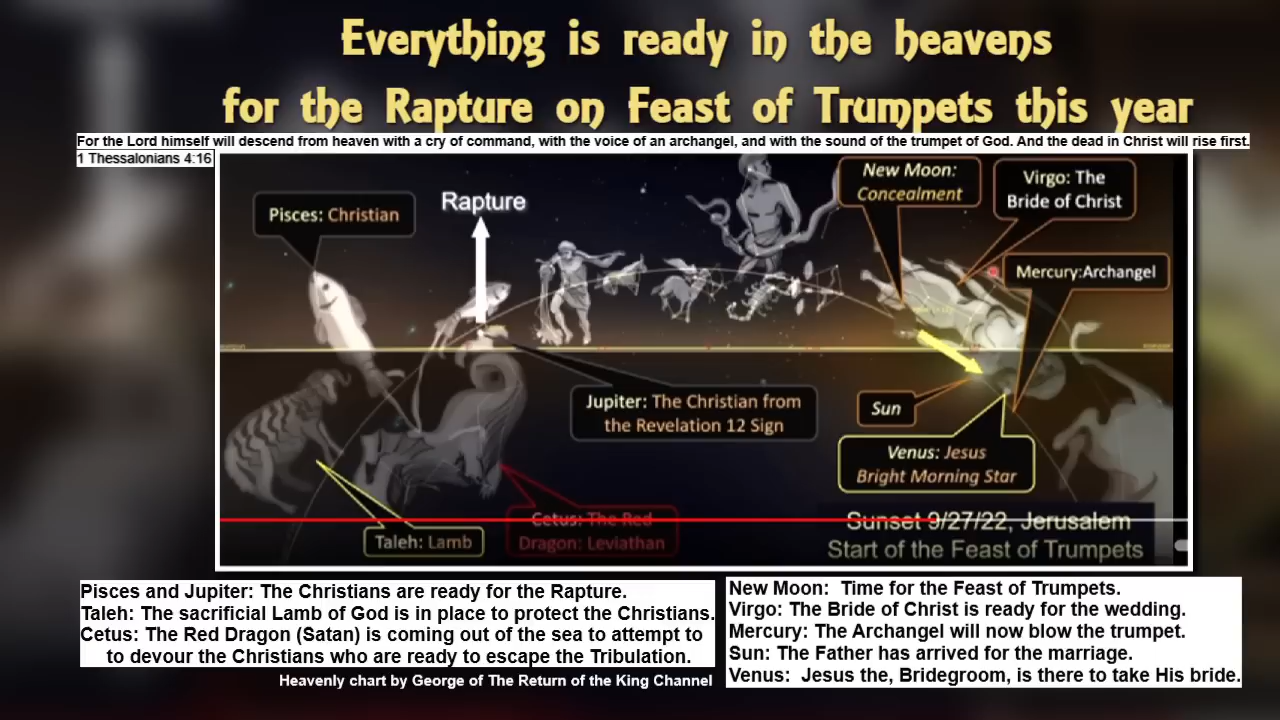 Everything is ready in the heavens
for the Rapture on Feast of Trumpets this year
For the Lord himself will descend from heaven with a cry of command, with the voice of an archangel, and with the sound of the trumpet of God. And the dead in Christ will rise first.
1 Thessalonians 4:16
Pisces: Christian
Rapture
New Moon:
Concealment
Virgo: The
Bride of Christ
Mercury:Archangel
Jupiter: The Christian from
the Revelation 12 Sign
Sun
Venus: Jesus
Bright Morning Star
Taleh: Lamb
Cetus: The Red
Dragon: Leviathan
Sunset 9/27/22, Jerusalem
Start of the Feast of Trumpets
Pisces and Jupiter: The Christians are ready for the Rapture.
Taleh: The sacrificial Lamb of God is in place to protect the Christians.
Cetus: The Red Dragon (Satan) is coming out of the sea to attempt to
to devour the Christians who are ready to escape the Tribulation.
Heavenly chart by George of The Return of the King Channel
New Moon: Time for the Feast of Trumpets.
Virgo: The Bride of Christ is ready for the wedding.
Mercury: The Archangel will now blow the trumpet.
Sun: The Father has arrived for the marriage.
Venus: Jesus the, Bridegroom, is there to take His bride.